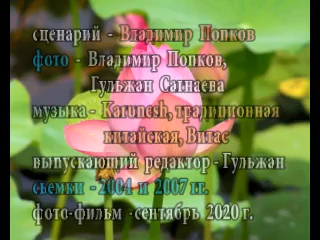 сценарий - Владимир Попков
фото - Владимир Попков,
Гульжан Сатнаева
музыка - Karunesh, традиционная
китайская, Витас
выпускающий редактор - Гульжан
съемки - 2004 и 2007 гг.
фото-фильм - сентябрь 2020 г.